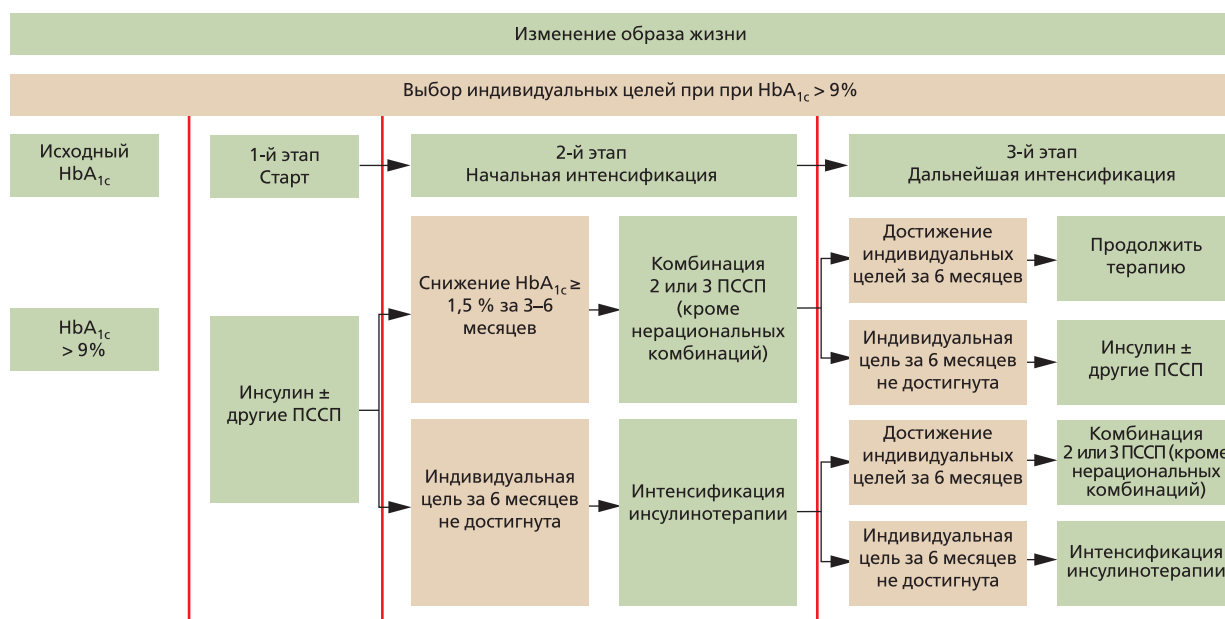 Изменение образа жизни
Выбор индивидуальных целей при при HbA1c > 9%
Исходный
HbA1c
1-й этап
Старт
2-й этап
Начальная интенсификация
3-й этап
Дальнейшая интенсификация
HbA1c
> 9%
Инсулин ±
другие ПССП
Снижение HbA1c ≥
1,5 % за 3–6
месяцев
Комбинация
2 или 3 ПССП
(кроме
нерациональных
комбинаций)
Достижение
индивидуальных
целей за 6 месяцев
Продолжить
терапию
Индивидуальная
цель за 6 месяцев
не достигнута
Инсулин ±
другие ПССП
Индивидуальная
цель за 6 месяцев
не достигнута
Интенсификация
инсулинотерапии
Достижение
индивидуальных
целей за 6 месяцев
Комбинация
2 или 3 ПССП (кроме
нерациональных
комбинаций)
Индивидуальная
цель за 6 месяцев
не достигнута
Интенсификация
инсулинотерапии